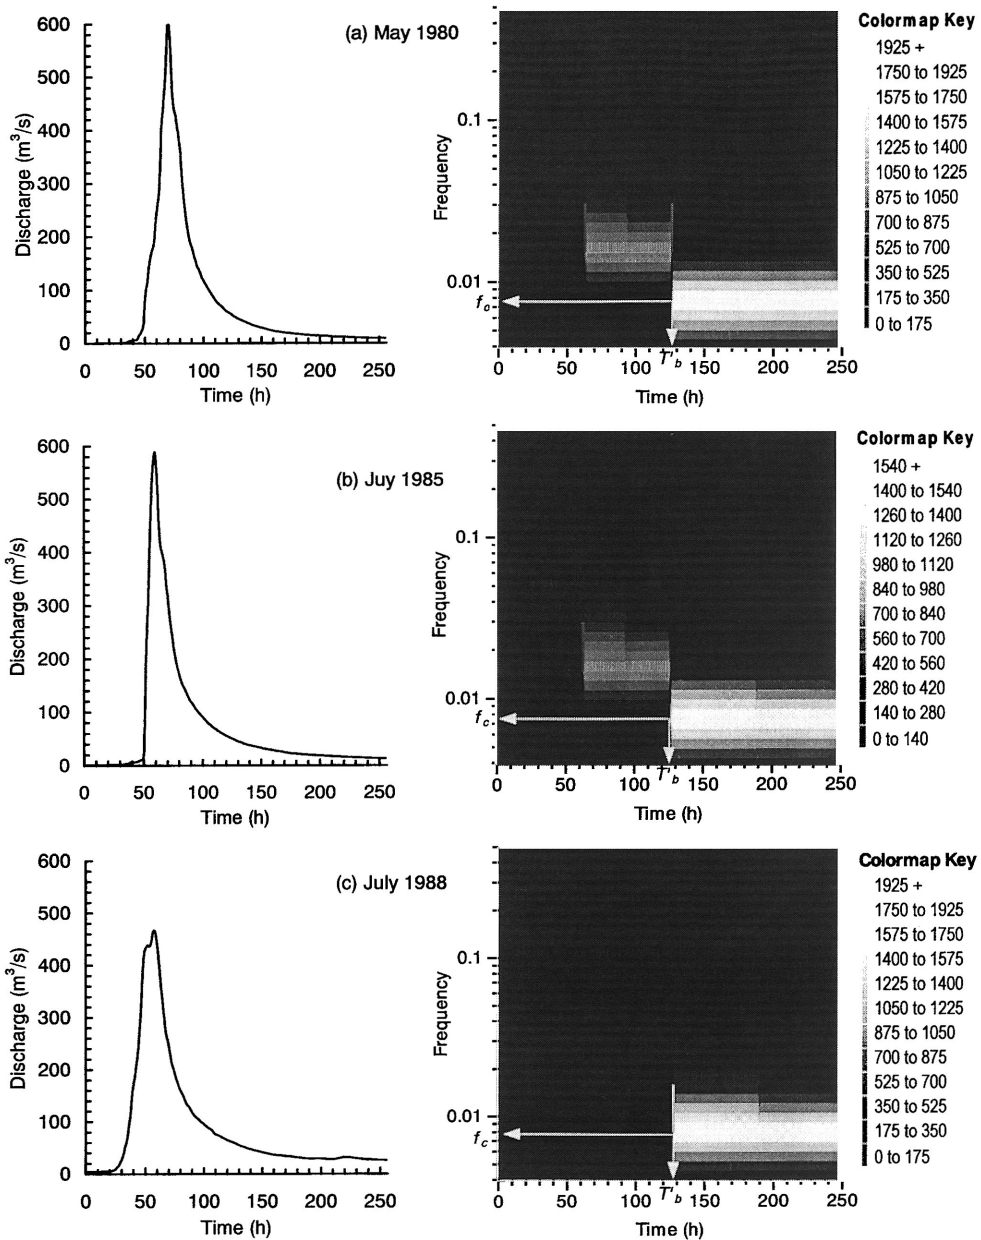 (a) May 1980
600
500
400
300
200
100
0
Discharge (m³/s)
0 50 100 150 200 250
Time (h)
0.1
0.01
Frequency
f c
T' b
0 50 100 150 200 250
Time (h)
Colormap Key
1925 +
1750 to 1925
1575 to 1750
1400 to 1575
1225 to 1400
1050 to 1225
875 to 1050
700 to 875
525 to 700
350 to 525
175 to 350
0 to 175
(b) Juy 1985
600
500
400
300
200
100
0
Discharge (m³/s)
0 50 100 150 200 250
Time (h)
0.1
0.01
Frequency
f c
T' b
0 50 100 150 200 250
Time (h)
Colormap Key
1540 +
1400 to 1540
1260 to 1400
1120 to 1260
980 to 1120
840 to 980
700 to 840
560 to 700
420 to 560
280 to 420
140 to 280
0 to 140
(c) July 1988
600
500
400
300
200
100
0
Discharge (m³/s)
0 50 100 150 200 250
Time (h)
0.1
0.01
Frequency
f c
T' b
0 50 100 150 200 250
Time (h)
Colormap Key
1925 +
1750 to 1925
1575 to 1750
1400 to 1575
1225 to 1400
1050 to 1225
875 to 1050
700 to 875
525 to 700
350 to 525
175 to 350
0 to 175